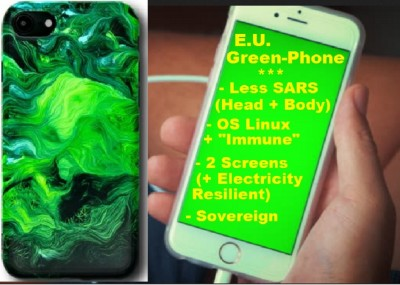 E.U.
Green-Phone
***
- Less SARS
(Head + Body)
- OS Linux
+ "Immune"
- 2 Screens
(+ Electricity
Resilient)
- Sovereign